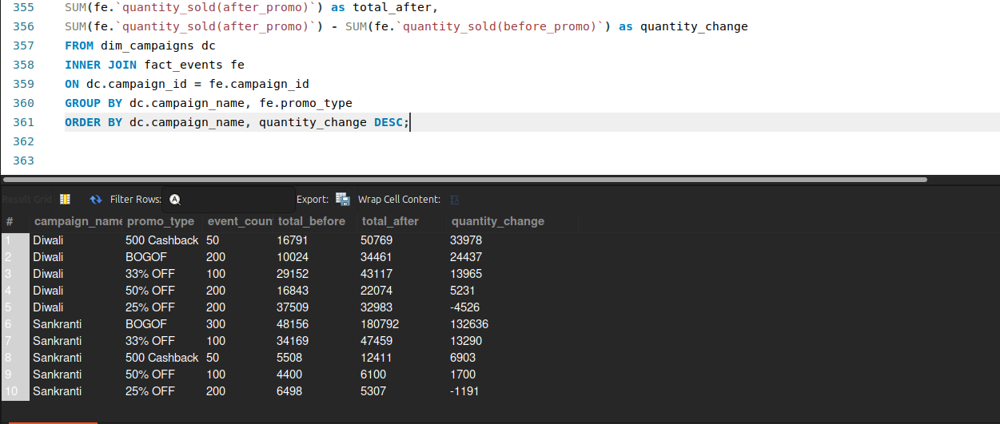 355 SUM(fe.`quantity_sold(after_promo)`) as total_after,
356 SUM(fe.`quantity_sold(after_promo)`) - SUM(fe.`quantity_sold(before_promo)`) as quantity_change
357 FROM dim_campaigns dc
358 INNER JOIN fact_events fe
359 ON dc.campaign_id = fe.campaign_id
360 GROUP BY dc.campaign_name, fe.promo_type
361 ORDER BY dc.campaign_name, quantity_change DESC;
362
363
Result Grid Filter Rows: A Export: Wrap Cell Content: IA
# campaign_name promo_type event_coun total_before total_after quantity_change
1 Diwali 500 Cashback 50 16791 50769 33978
2 Diwali BOGOF 200 10024 34461 24437
3 Diwali 33% OFF 100 29152 43117 13965
4 Diwali 50% OFF 200 16843 22074 5231
5 Diwali 25% OFF 200 37509 32983 -4526
6 Sankranti BOGOF 300 48156 180792 132636
7 Sankranti 33% OFF 100 34169 47459 13290
8 Sankranti 500 Cashback 50 5508 12411 6903
9 Sankranti 50% OFF 100 4400 6100 1700
10 Sankranti 25% OFF 200 6498 5307 -1191